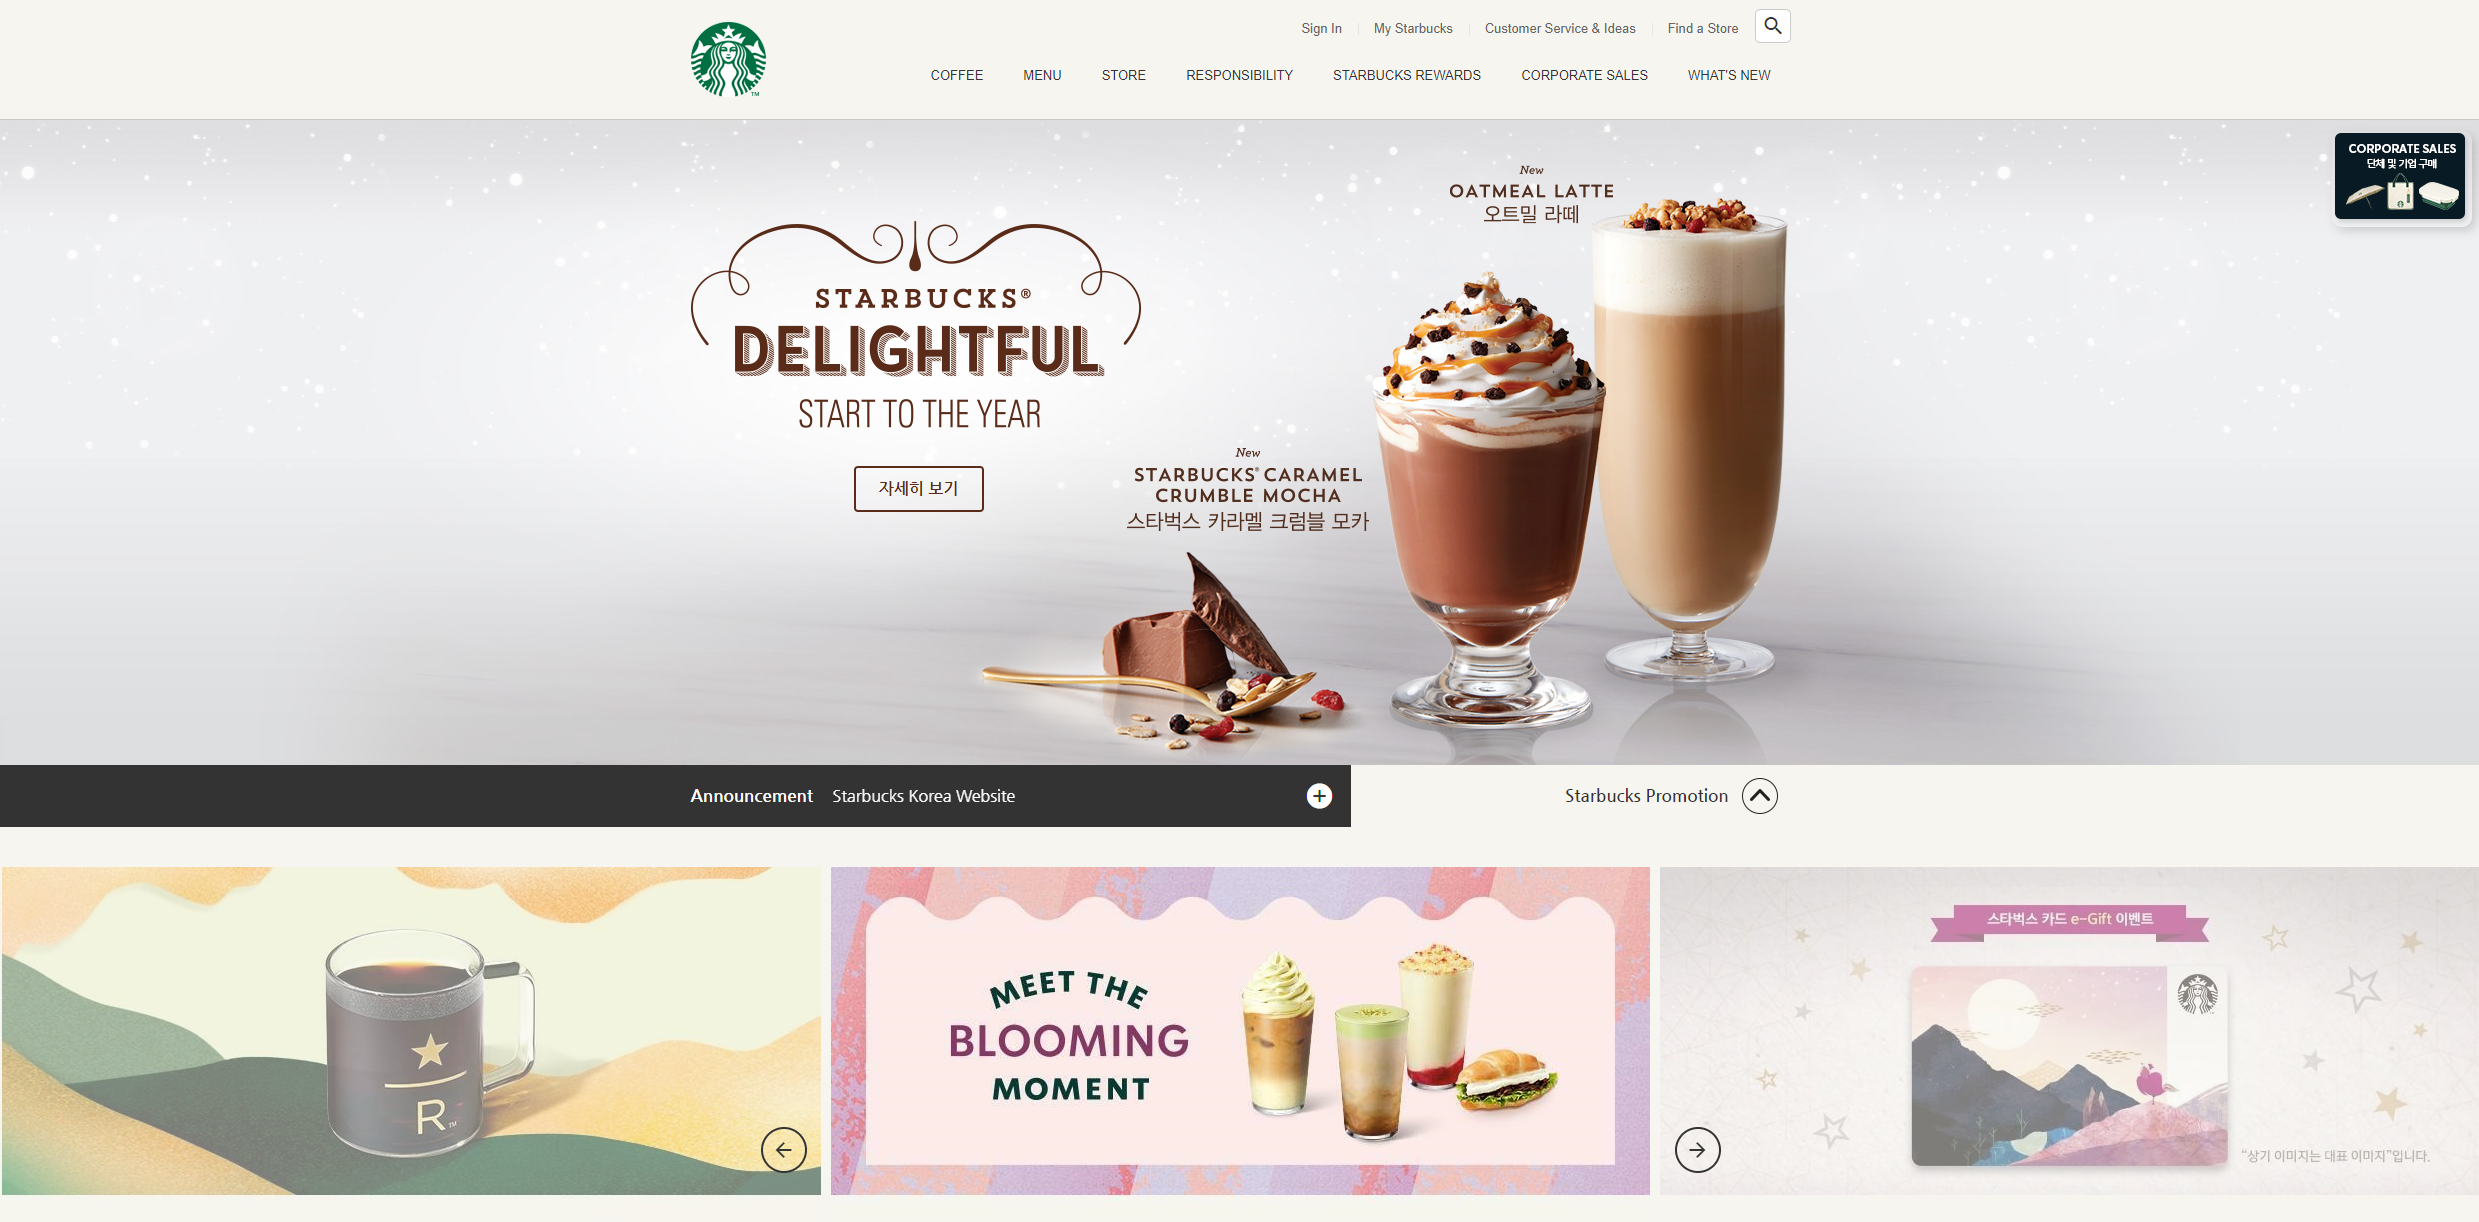 Sign In
My Starbucks
Customer Service & Ideas
Find a Store
TM
COFFEE
MENU
STORE
RESPONSIBILITY
STARBUCKS REWARDS
CORPORATE SALES
WHAT'S NEW
CORPORATE SALES
단체 및 기업 구매
New
OATMEAL LATTE
오트밀 라떼
STARBUCKS®
DELIGHTFUL
START TO THE YEAR
자세히 보기
New
STARBUCKS® CARAMEL
CRUMBLE MOCHA
스타벅스 카라멜 크럼블 모카
Announcement
Starbucks Korea Website
Starbucks Promotion
R™
MEET THE
BLOOMING
MOMENT
스타벅스 카드 e-Gift 이벤트
“상기 이미지는 대표 이미지”입니다.